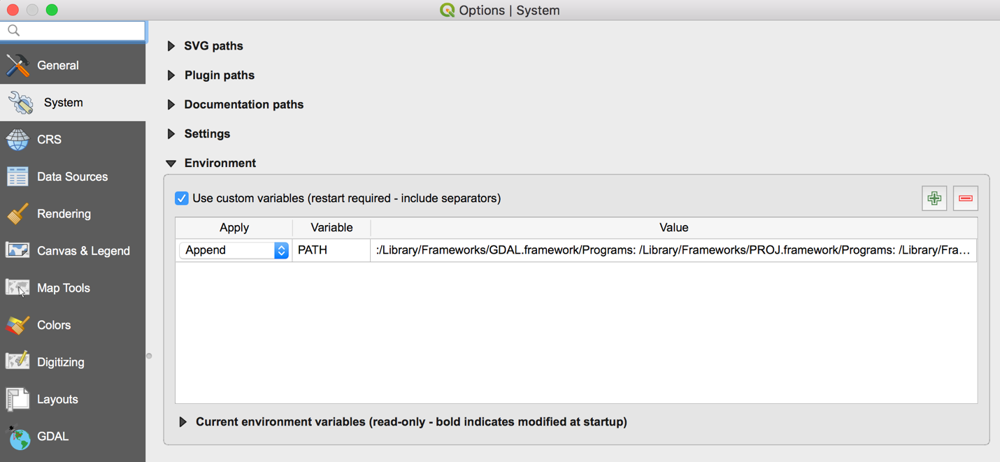 Options | System
General
System
CRS
Data Sources
Rendering
Canvas & Legend
Map Tools
Colors
Digitizing
Layouts
GDAL
SVG paths
Plugin paths
Documentation paths
Settings
Environment
Use custom variables (restart required - include separators)
Apply Variable Value
Append PATH :/Library/Frameworks/GDAL.framework/Programs: /Library/Frameworks/PROJ.framework/Programs: /Library/Fra...
Current environment variables (read-only - bold indicates modified at startup)